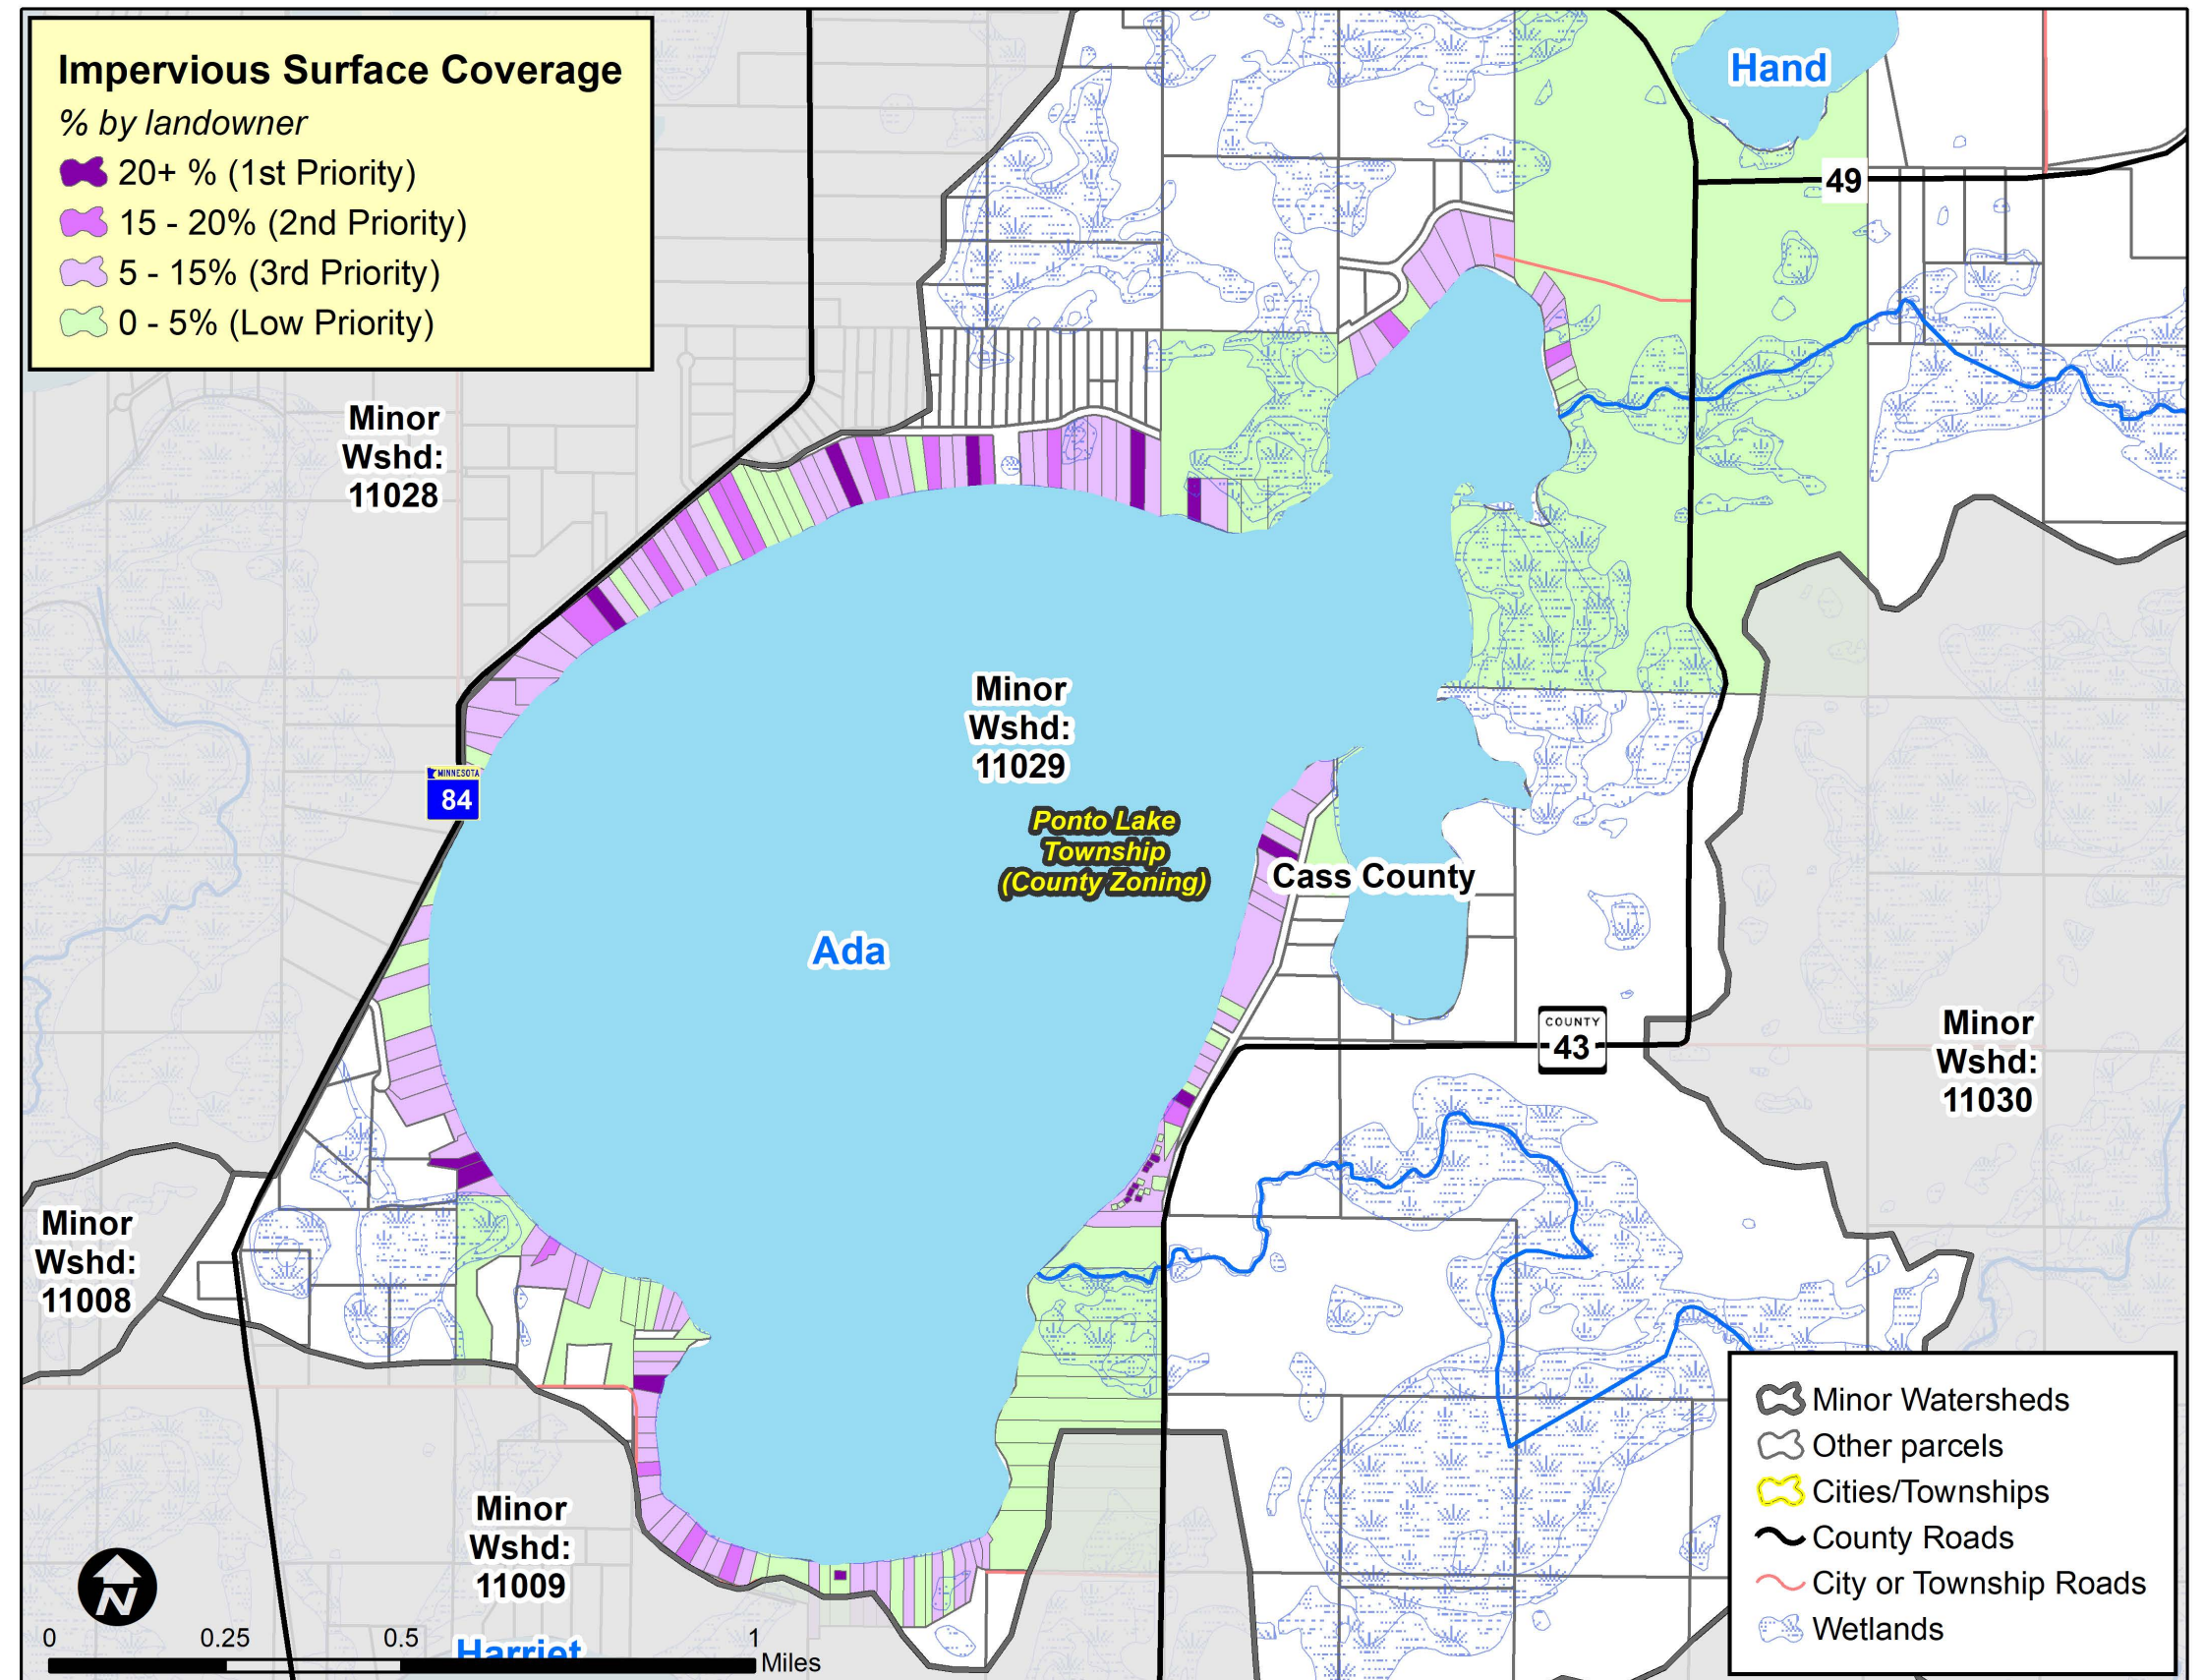 Impervious Surface Coverage
% by landowner
20+ % (1st Priority)
15 - 20% (2nd Priority)
5 - 15% (3rd Priority)
0 - 5% (Low Priority)
Hand
49
Minor
Wshd:
11028
Minor
Wshd:
11029
MINNESOTA
84
Ponto Lake
Township
(County Zoning)
Cass County
Ada
COUNTY
43
Minor
Wshd:
11030
Minor
Wshd:
11008
Minor
Wshd:
11009
Harriet
N
0 0.25 0.5 1
Miles
Minor Watersheds
Other parcels
Cities/Townships
County Roads
City or Township Roads
Wetlands